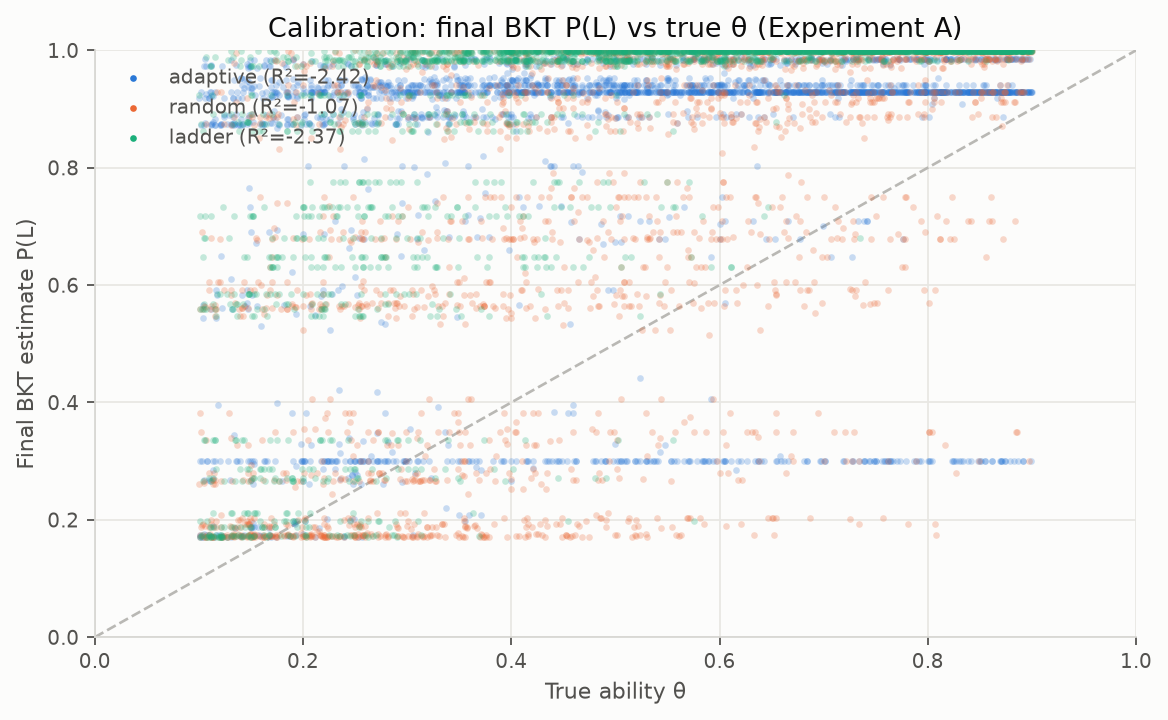 Calibration: final BKT P(L) vs true θ (Experiment A)
1.0
adaptive (R²=-2.42)
random (R²=-1.07)
ladder (R²=-2.37)
0.8
0.6
0.4
0.2
0.0
Final BKT estimate P(L)
0.0 0.2 0.4 0.6 0.8 1.0
True ability θ